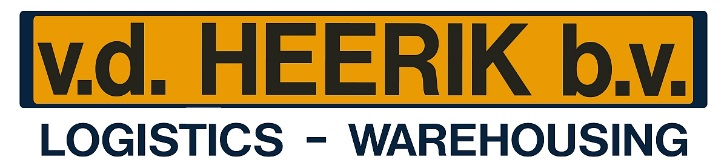 v.d. HEERIK b.v.
LOGISTICS - WAREHOUSING